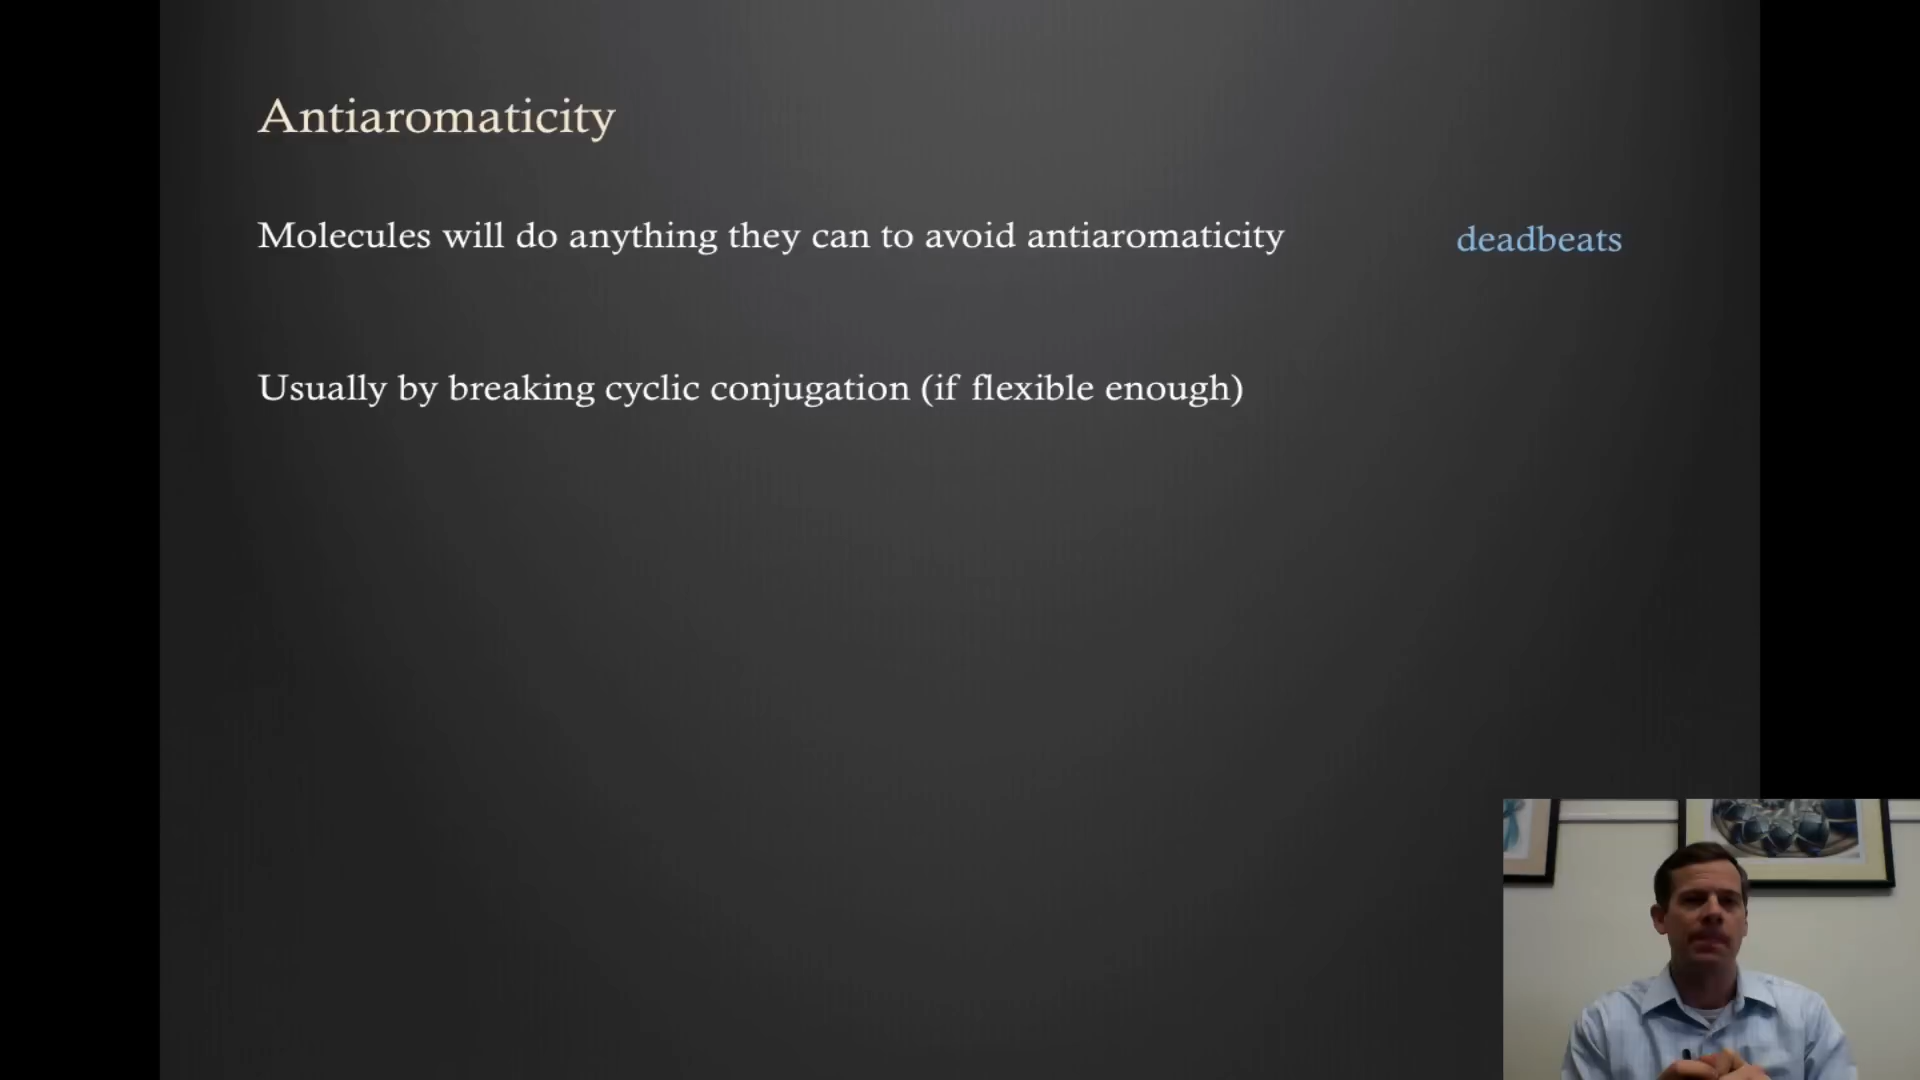 Antiaromaticity
Molecules will do anything they can to avoid antiaromaticity
deadbeats
Usually by breaking cyclic conjugation (if flexible enough)